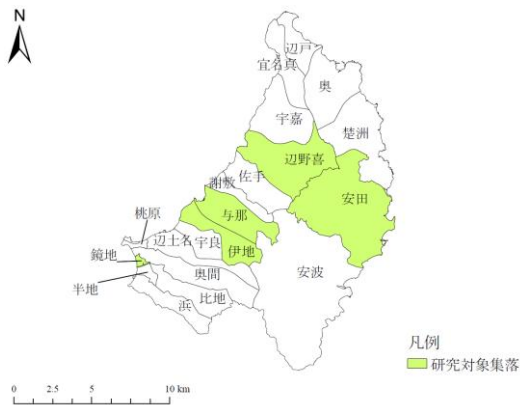 N
辺戸
宜名真
奥
宇嘉
楚洲
辺野喜
佐手
謝敷
安田
与那
桃原
辺土名
宇良
伊地
鏡地
奥間
安波
半地
比地
浜
凡例
研究対象集落
0 2.5 5 10 km